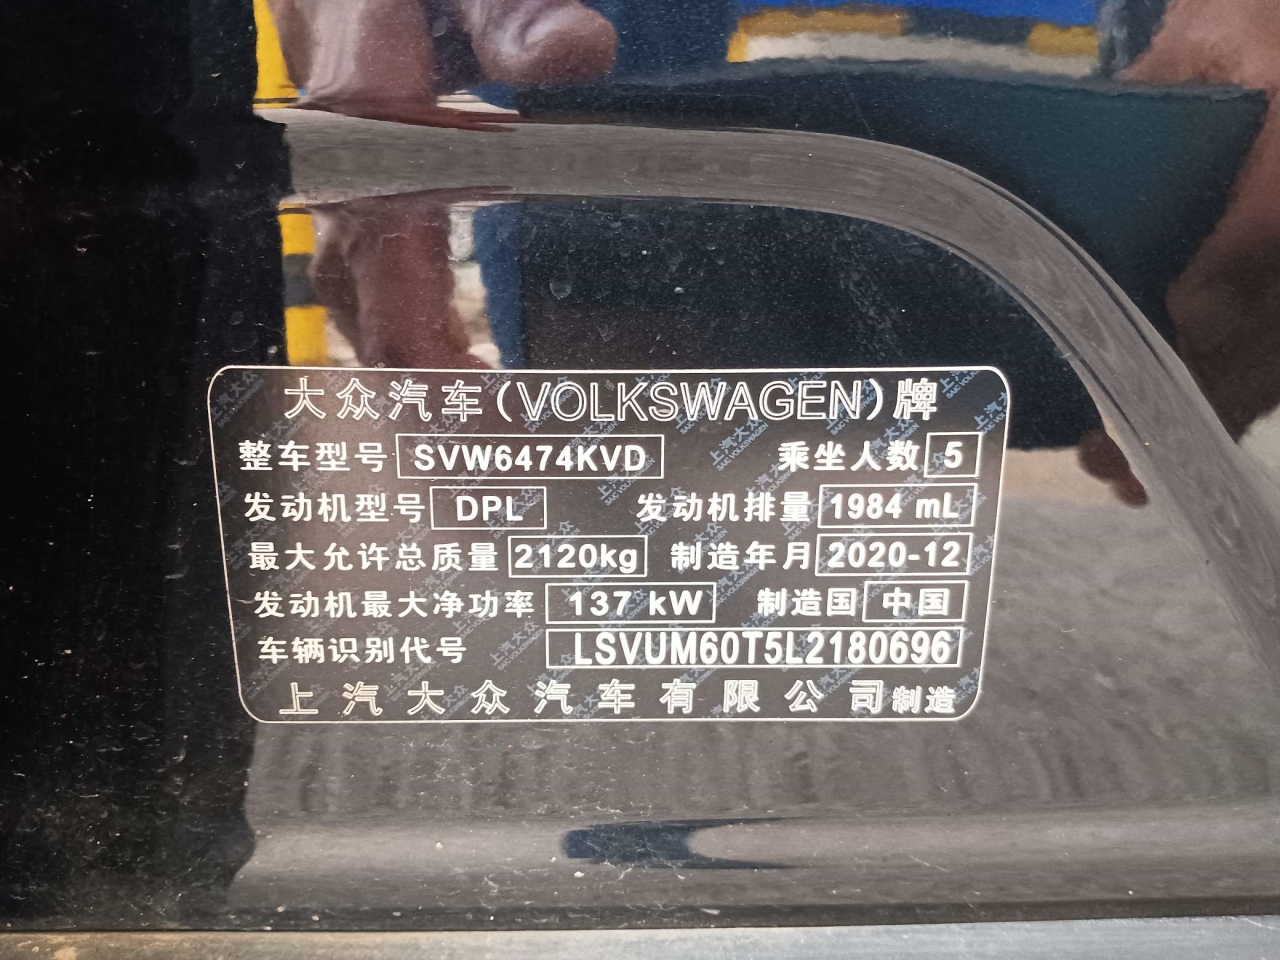 大众汽车(VOLKSWAGEN)牌
整车型号 SVW6474KVD 乘坐人数 5
发动机型号 DPL 发动机排量 1984 mL
最大允许总质量 2120kg 制造年月 2020-12
发动机最大净功率 137 kW 制造国 中国
车辆识别代号 LSVUM60T5L2180696
上汽大众汽车有限公司制造